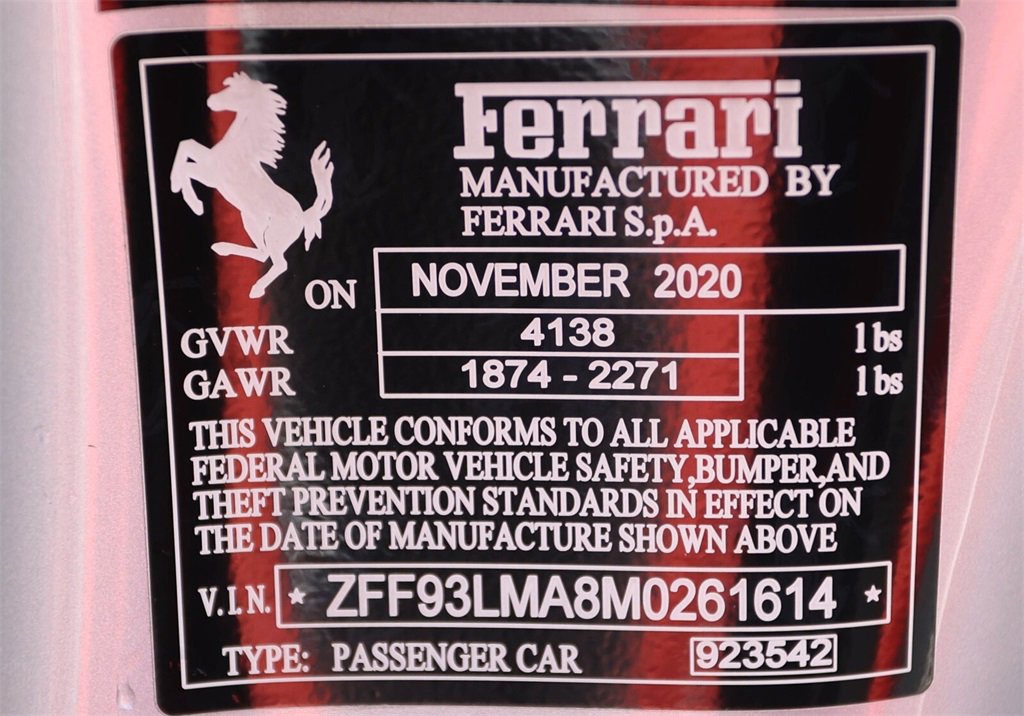 Ferrari
MANUFACTURED BY
FERRARI S.p.A.
ON NOVEMBER 2020
GVWR 4138 lbs
GAWR 1874 - 2271 lbs
THIS VEHICLE CONFORMS TO ALL APPLICABLE
FEDERAL MOTOR VEHICLE SAFETY,BUMPER,AND
THEFT PREVENTION STANDARDS IN EFFECT ON
THE DATE OF MANUFACTURE SHOWN ABOVE
V.I.N. * ZFF93LMA8M0261614 *
TYPE: PASSENGER CAR 923542